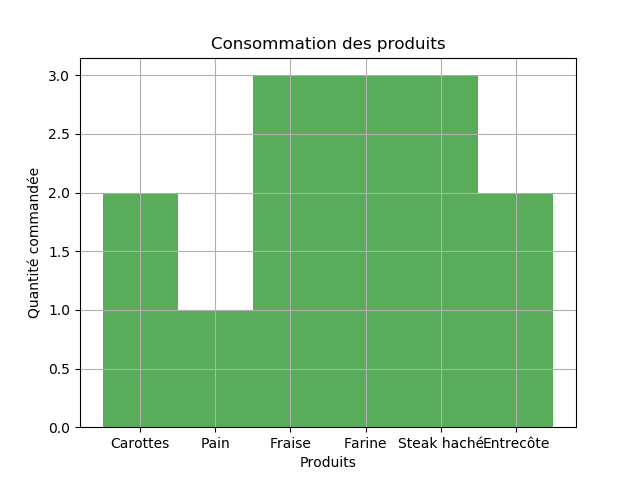 Consommation des produits
Quantité commandée
3.0
2.5
2.0
1.5
1.0
0.5
0.0
Carottes Pain Fraise Farine Steak haché Entrecôte
Produits